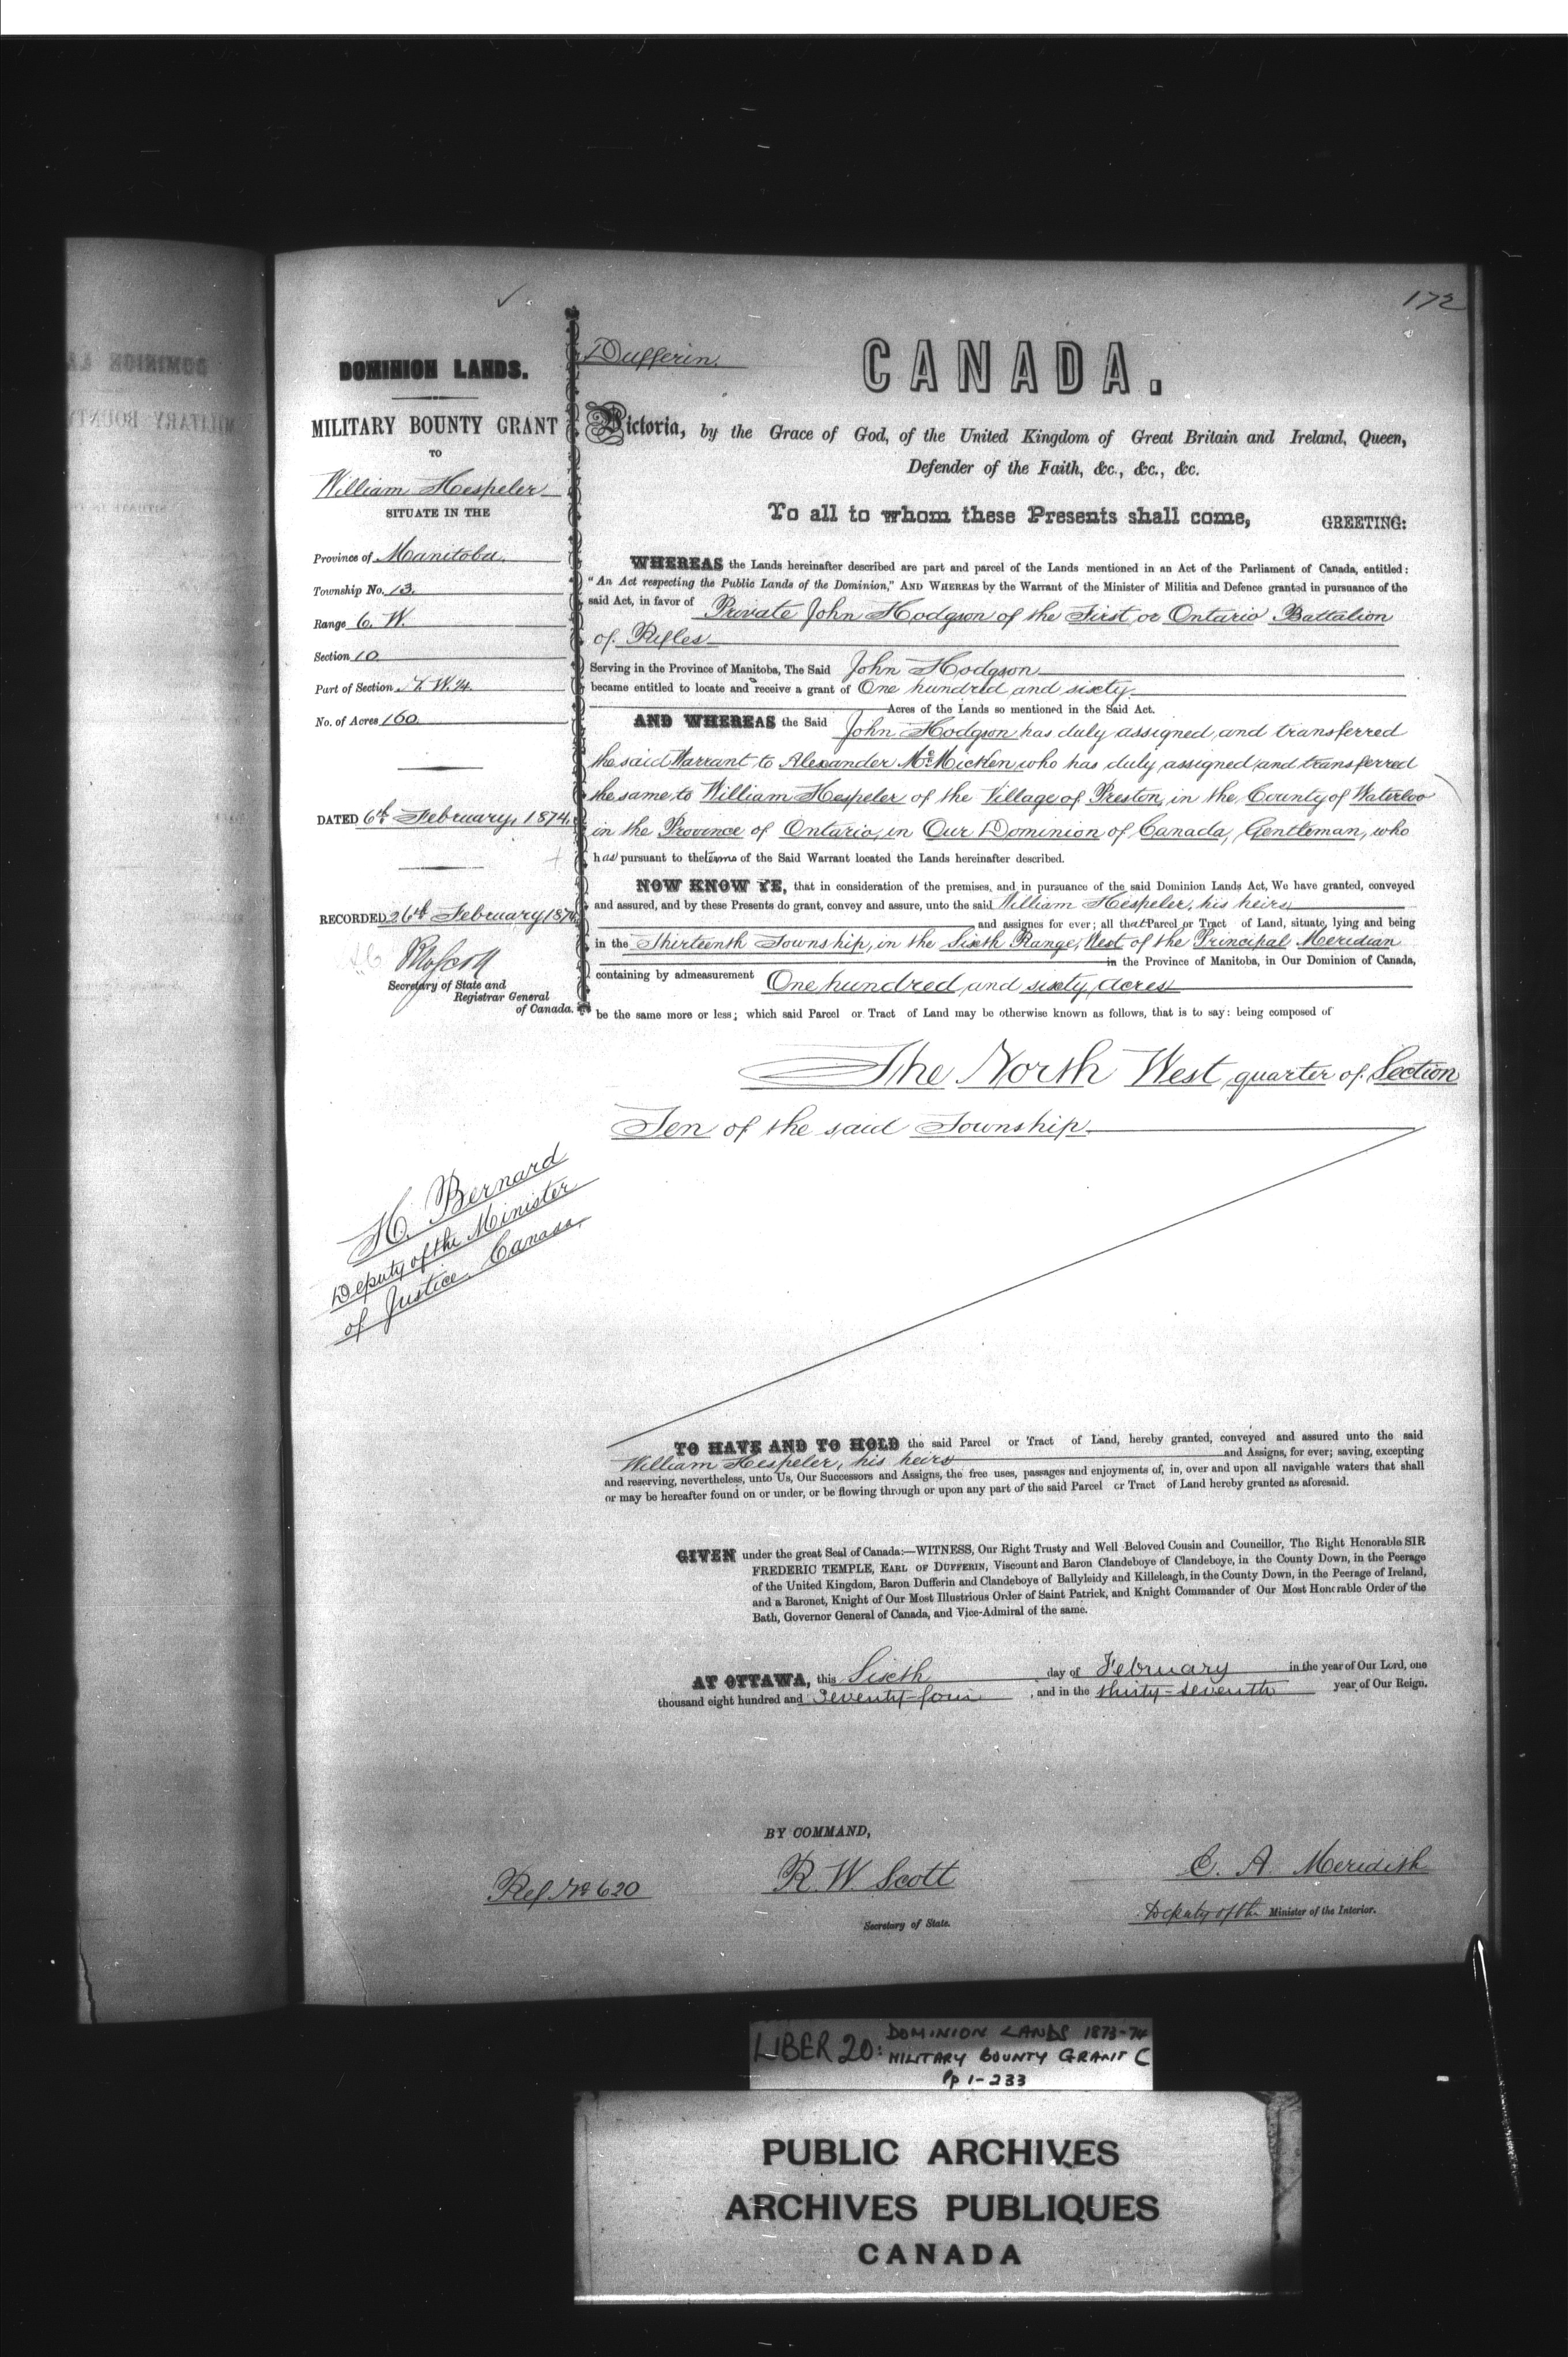 172
DOMINION LANDS.
MILITARY BOUNTY GRANT
TO
William Hespeler
SITUATE IN THE
Province of Manitoba.
Township No. 13.
Range 6. W.
Section 10
Part of Section N. W. 1/4.
No. of Acres 160
DATED 6th February, 1874.
RECORDED 26th February 1874
RWScott
Secretary of State and
Registrar General
of Canada.
H. Bernard
Deputy of the Minister
of Justice, Canada,
Dufferin.
CANADA.
Victoria, by the Grace of God, of the United Kingdom of Great Britain and Ireland, Queen,
Defender of the Faith, &c., &c., &c.
To all to whom these Presents shall come, GREETING:
WHEREAS the Lands hereinafter described are part and parcel of the Lands mentioned in an Act of the Parliament of Canada, entitled:
"An Act respecting the Public Lands of the Dominion," AND WHEREAS by the Warrant of the Minister of Militia and Defence granted in pursuance of the
said Act, in favor of Private John Hodgson of the First or Ontario Battalion
of Rifles
Serving in the Province of Manitoba, The Said John Hodgson
became entitled to locate and receive a grant of One hundred and sixty
Acres of the Lands so mentioned in the Said Act.
AND WHEREAS the Said John Hodgson has duly assigned and transferred
the said Warrant to Alexander McMicken who has duly assigned and transferred
the same to William Hespeler of the Village of Preston, in the County of Waterloo
in the Province of Ontario, in Our Dominion of Canada, Gentleman, who
has pursuant to the terms of the Said Warrant located the Lands hereinafter described.
NOW KNOW YE, that in consideration of the premises, and in pursuance of the said Dominion Lands Act, We have granted, conveyed
and assured, and by these Presents do grant, convey and assure, unto the said William Hespeler, his heirs
and assigns for ever; all that Parcel or Tract of Land, situate, lying and being
in the Thirteenth Township, in the Sixth Range, West of the Principal Meridian
in the Province of Manitoba, in Our Dominion of Canada,
containing by admeasurement One hundred and sixty acres
be the same more or less; which said Parcel or Tract of Land may be otherwise known as follows, that is to say: being composed of
The North West quarter of Section
Ten of the said Township
TO HAVE AND TO HOLD the said Parcel or Tract of Land, hereby granted, conveyed and assured unto the said
William Hespeler, his heirs and Assigns, for ever; saving, excepting
and reserving, nevertheless, unto Us, Our Successors and Assigns, the free uses, passages and enjoyments of, in, over and upon all navigable waters that shall
or may be hereafter found on or under, or be flowing through or upon any part of the said Parcel or Tract of Land hereby granted as aforesaid.
GIVEN under the great Seal of Canada:—WITNESS, Our Right Trusty and Well-Beloved Cousin and Councillor, The Right Honorable SIR
FREDERIC TEMPLE, EARL OF DUFFERIN, Viscount and Baron Clandeboye of Clandeboye, in the County Down, in the Peerage
of the United Kingdom, Baron Dufferin and Clandeboye of Ballyleidy and Killeleagh, in the County Down, in the Peerage of Ireland,
and a Baronet, Knight of Our Most Illustrious Order of Saint Patrick, and Knight Commander of Our Most Honorable Order of the
Bath, Governor General of Canada, and Vice-Admiral of the same.
AT OTTAWA, this Sixth day of February in the year of Our Lord, one
thousand eight hundred and seventy-four, and in the thirty-seventh year of Our Reign.
BY COMMAND,
Ref. No 620
R. W. Scott
Secretary of State.
E. A. Meredith
Deputy of the Minister of the Interior.
LIBER 20: DOMINION LANDS 1873-74
MILITARY BOUNTY GRANT C
Pp 1-233
PUBLIC ARCHIVES
ARCHIVES PUBLIQUES
CANADA